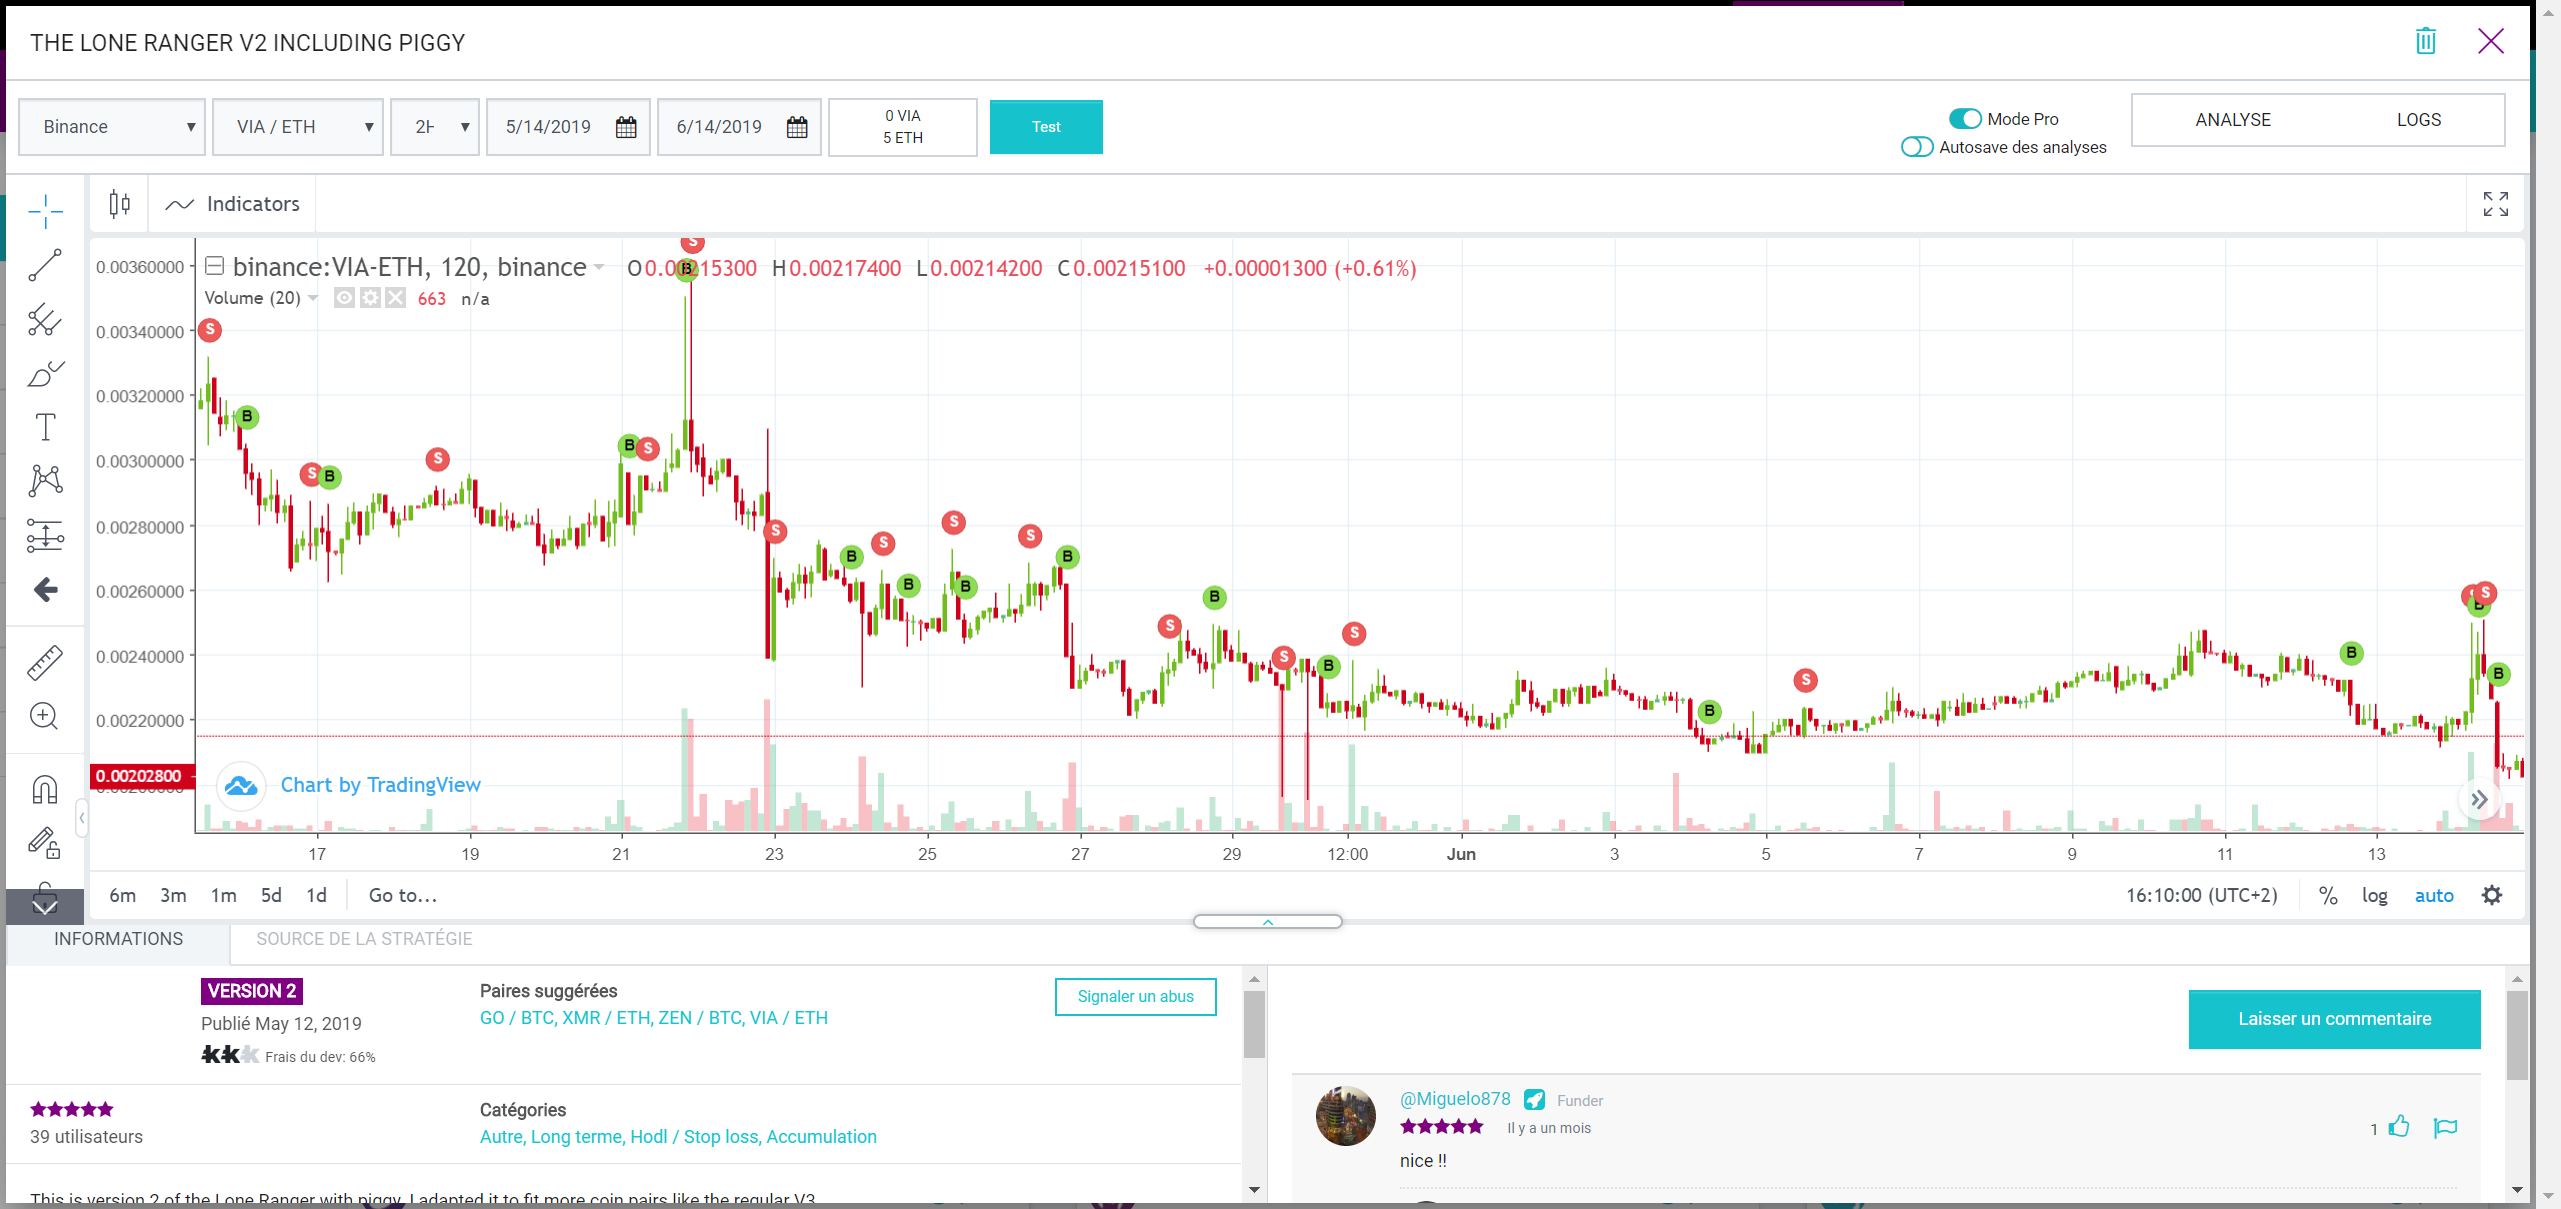 THE LONE RANGER V2 INCLUDING PIGGY
Binance
VIA / ETH
5/14/2019
6/14/2019
0 VIA
5 ETH
Test
Mode Pro
Autosave des analyses
ANALYSE
LOGS
Indicators
binance:VIA-ETH, 120, binance
O0.00215300 H0.00217400 L0.00214200 C0.00215100 +0.00001300 (+0.61%)
Volume (20)
663 n/a
0.00360000
0.00340000
0.00320000
0.00300000
0.00280000
0.00260000
0.00240000
0.00220000
0.00202800
S
B
S
B
S
B
S
S
B
S
B
S
B
S
B
S
B
S
B
S
B
S
B
S
B
S
B
S
B
B
Chart by TradingView
17 19 21 23 25 27 29 12:00 Jun 3 5 7 9 11 13
6m 3m 1m 5d 1d Go to...
16:10:00 (UTC+2) % log auto
INFORMATIONS
SOURCE DE LA STRATÉGIE
VERSION 2
Publié May 12, 2019
Frais du dev: 66%
Paires suggérées
GO / BTC, XMR / ETH, ZEN / BTC, VIA / ETH
Signaler un abus
39 utilisateurs
Catégories
Autre, Long terme, Hodl / Stop loss, Accumulation
This is version 2 of the Lone Ranger with piggy. I adapted it to fit more coin pairs like the regular V3
Laisser un commentaire
@Miguelo878 Funder
Il y a un mois
1
nice !!